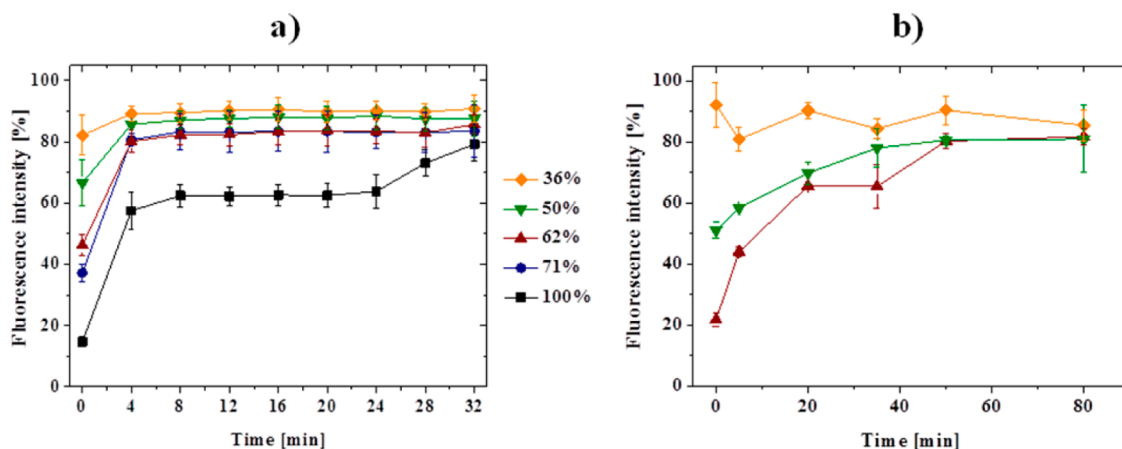 a)
Fluorescence intensity [%]
100
80
60
40
20
0
0 4 8 12 16 20 24 28 32
Time [min]
36%
50%
62%
71%
100%
b)
Fluorescence intensity [%]
100
80
60
40
20
0
0 20 40 60 80
Time [min]